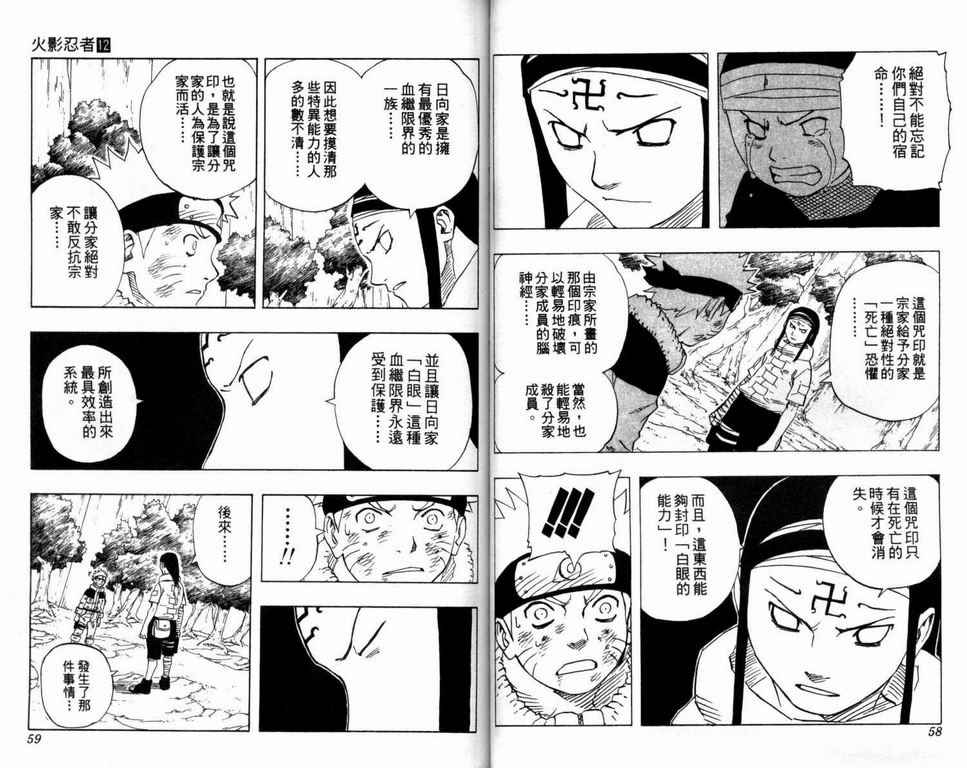 絕對不能忘記
你們自己的宿
命………！
這個咒印就是
宗家給予分家
一種絕對性的
「死亡」恐懼
………
由宗家所畫的
那個印痕，可
以輕易地破壞
分家成員的腦
神經……
當然，也
能輕易地
殺了分家
成員。
這個咒印只
有在死亡的
時候才會消
失。
而且，這東西能
夠封印「白眼的
能力」！
!!!
58
火影忍者12
日向家是擁
有最優秀的
血繼限界的
一族……
因此想要摸清那
些特異能力的人
多的數不清……
也就是說這個咒
印，是為了讓分
家的人為保護宗
家而活……
讓分家絕對
不敢反抗宗
家……
並且讓日向家
「白眼」這種
血繼限界永遠
受到保護……
所創造出來
最具效率的
系統。
……!!
後來……
發生了那
件事情…
59